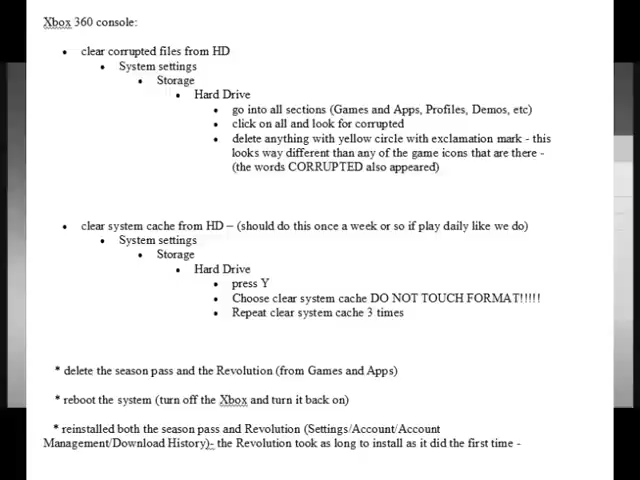 Xbox 360 console:
• clear corrupted files from HD
• System settings
• Storage
• Hard Drive
• go into all sections (Games and Apps, Profiles, Demos, etc)
• click on all and look for corrupted
• delete anything with yellow circle with exclamation mark - this
looks way different than any of the game icons that are there -
(the words CORRUPTED also appeared)
• clear system cache from HD – (should do this once a week or so if play daily like we do)
• System settings
• Storage
• Hard Drive
• press Y
• Choose clear system cache DO NOT TOUCH FORMAT!!!!!
• Repeat clear system cache 3 times
* delete the season pass and the Revolution (from Games and Apps)
* reboot the system (turn off the Xbox and turn it back on)
* reinstalled both the season pass and Revolution (Settings/Account/Account
Management/Download History)- the Revolution took as long to install as it did the first time -